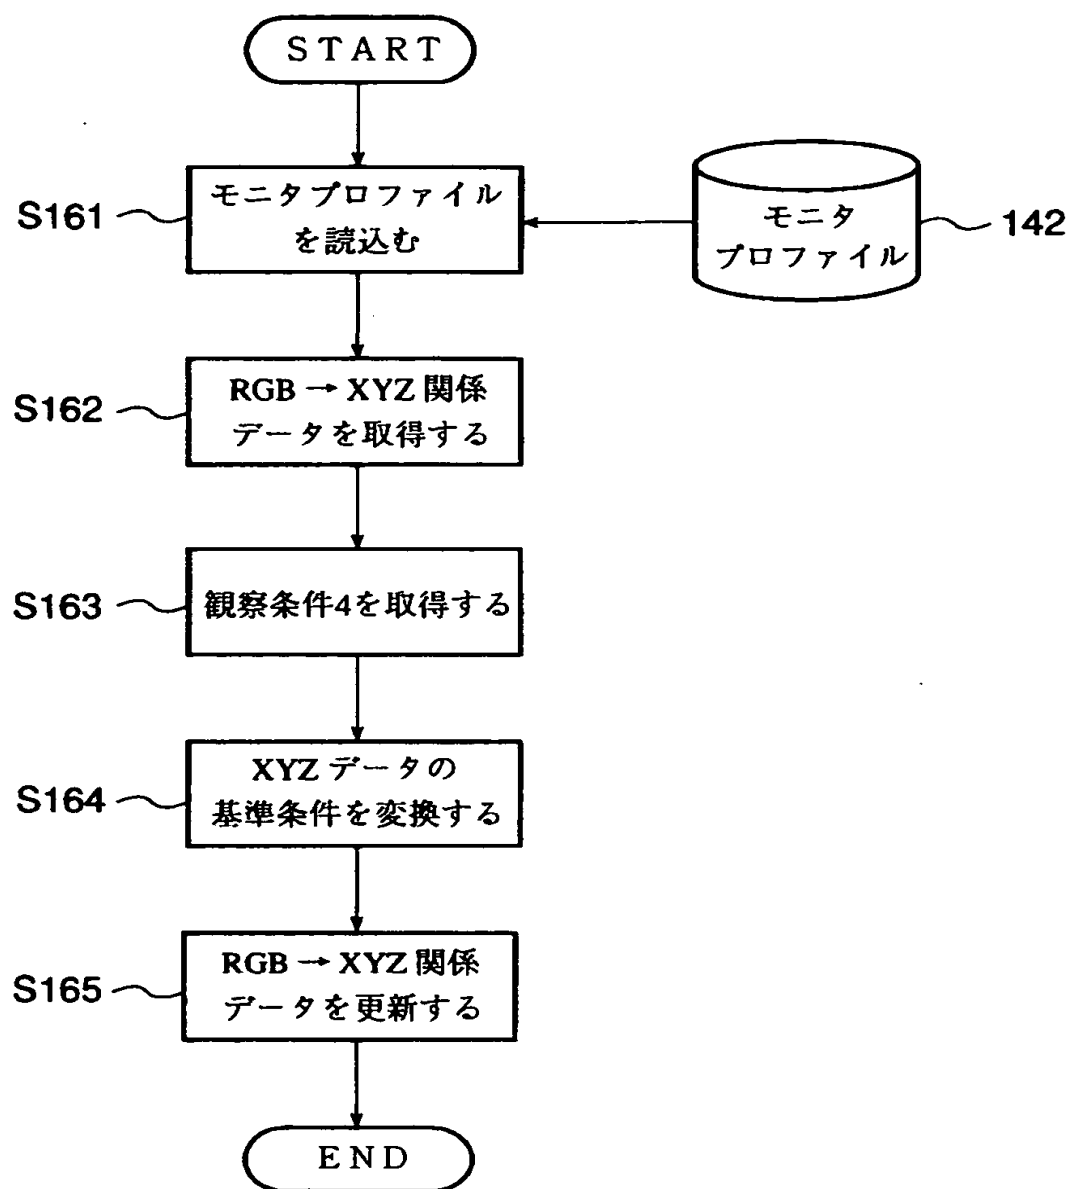 START
S161
モニタプロファイル
を読込む
モニタ
プロファイル
142
S162
RGB → XYZ 関係
データを取得する
S163
観察条件4を取得する
S164
XYZ データの
基準条件を変換する
S165
RGB → XYZ 関係
データを更新する
END